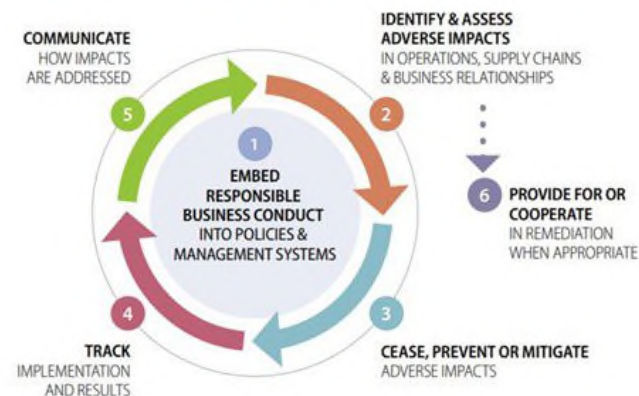 COMMUNICATE
HOW IMPACTS
ARE ADDRESSED
5
IDENTIFY & ASSESS
ADVERSE IMPACTS
IN OPERATIONS, SUPPLY CHAINS
& BUSINESS RELATIONSHIPS
2
1
EMBED
RESPONSIBLE
BUSINESS CONDUCT
INTO POLICIES &
MANAGEMENT SYSTEMS
6
PROVIDE FOR OR
COOPERATE
IN REMEDIATION
WHEN APPROPRIATE
4
TRACK
IMPLEMENTATION
AND RESULTS
3
CEASE, PREVENT OR MITIGATE
ADVERSE IMPACTS